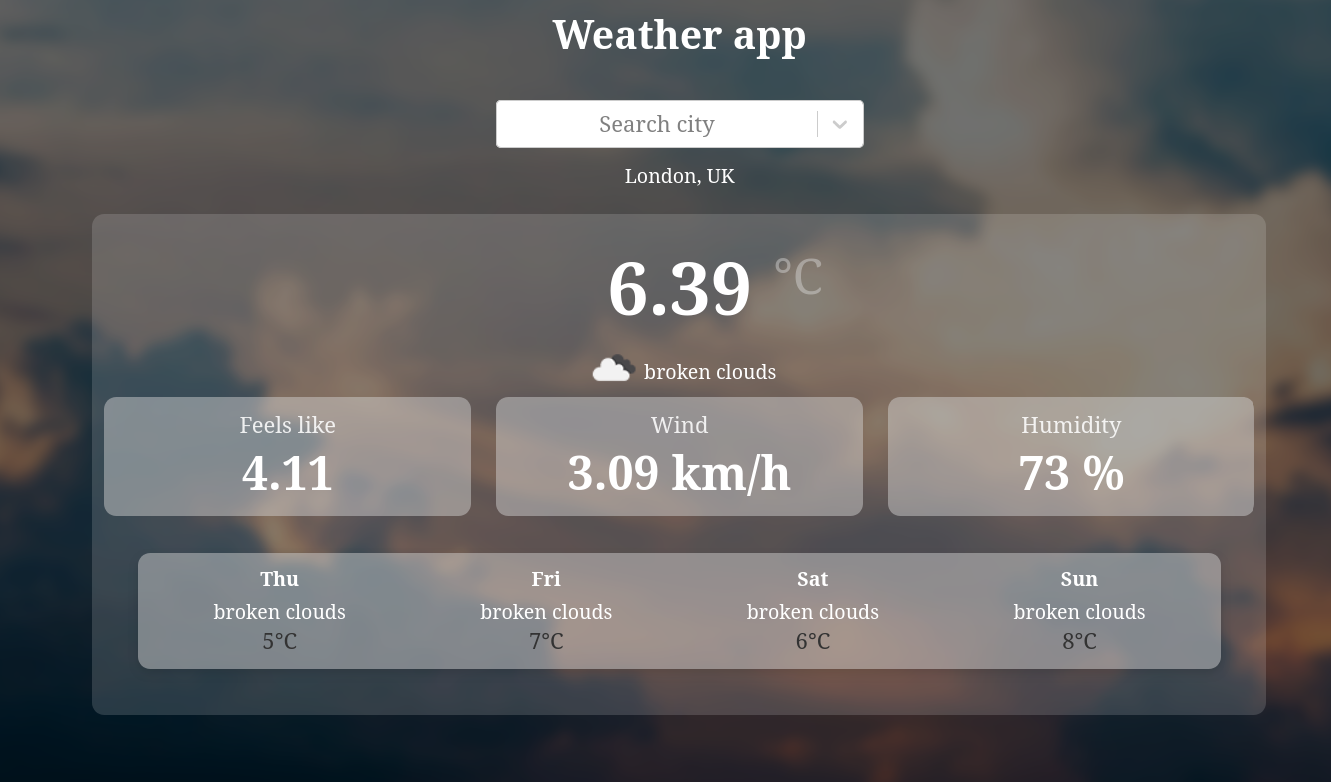 Weather app
Search city
London, UK
6.39 °C
broken clouds
Feels like Wind Humidity
4.11 3.09 km/h 73 %
Thu Fri Sat Sun
broken clouds broken clouds broken clouds broken clouds
5°C 7°C 6°C 8°C